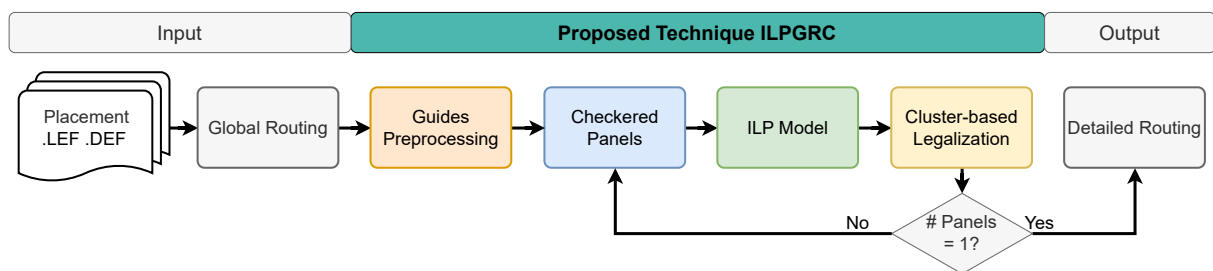 Input
Proposed Technique ILPGRC
Output
Placement
.LEF .DEF
Global Routing
Guides
Preprocessing
Checkered
Panels
ILP Model
Cluster-based
Legalization
Detailed Routing
No
# Panels
= 1?
Yes